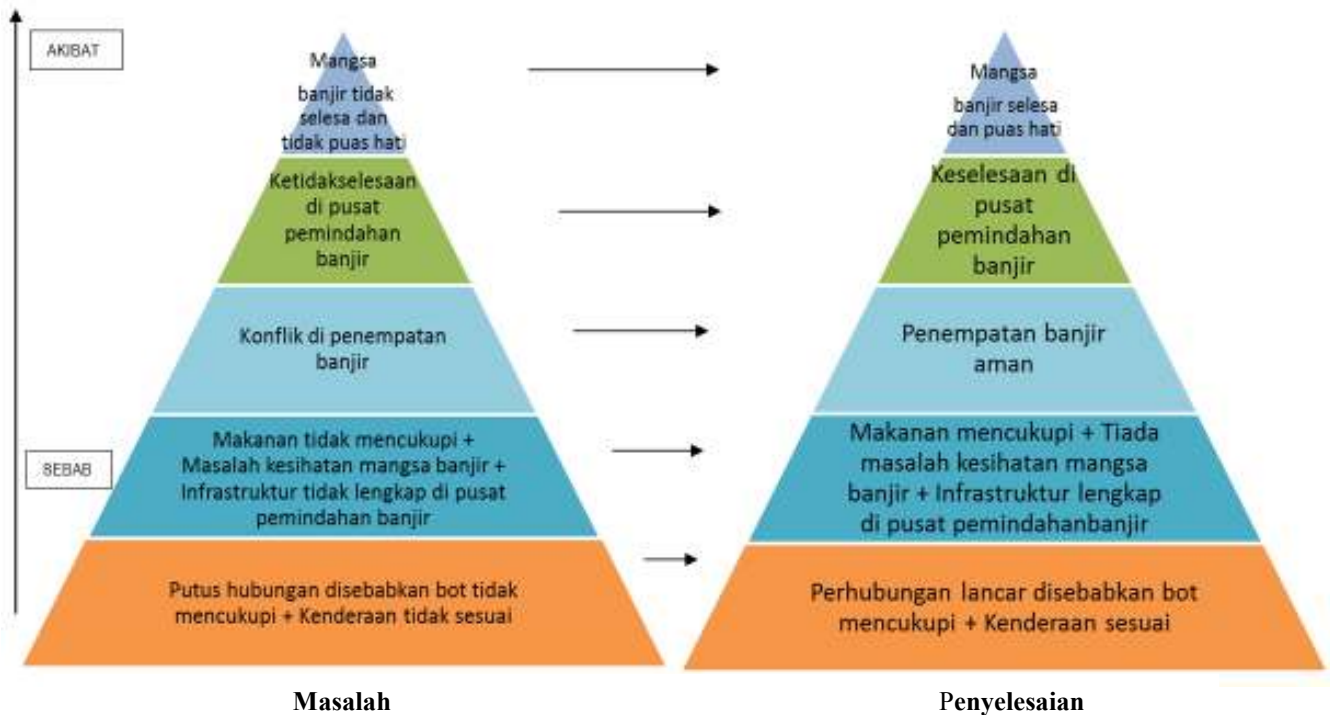 AKIBAT
Mangsa
banjir tidak
selesa dan
tidak puas hati
Ketidakselesaan
di pusat
pemindahan
banjir
Konflik di penempatan
banjir
SEBAB
Makanan tidak mencukupi +
Masalah kesihatan mangsa banjir +
Infrastruktur tidak lengkap di pusat
pemindahan banjir
Putus hubungan disebabkan bot tidak
mencukupi + Kenderaan tidak sesuai
Masalah
Mangsa
banjir selesa
dan puas hati
Keselesaan di
pusat
pemindahan
banjir
Penempatan banjir
aman
Makanan mencukupi + Tiada
masalah kesihatan mangsa
banjir + Infrastruktur lengkap
di pusat pemindahanbanjir
Perhubungan lancar disebabkan bot
mencukupi + Kenderaan sesuai
Penyelesaian